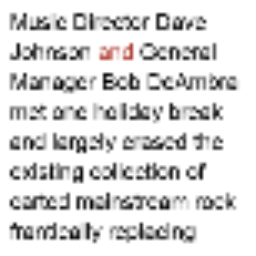 Music Director Dave
Johnson and General
Manager Bob DeAmbra
met one holiday break
and largely erased the
existing collection of
carted mainstream rock
frantically replacing